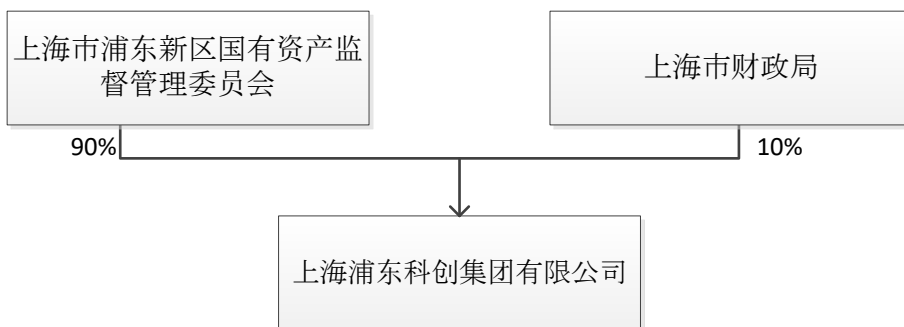 上海市浦东新区国有资产监
督管理委员会
上海市财政局
90%
10%
上海浦东科创集团有限公司